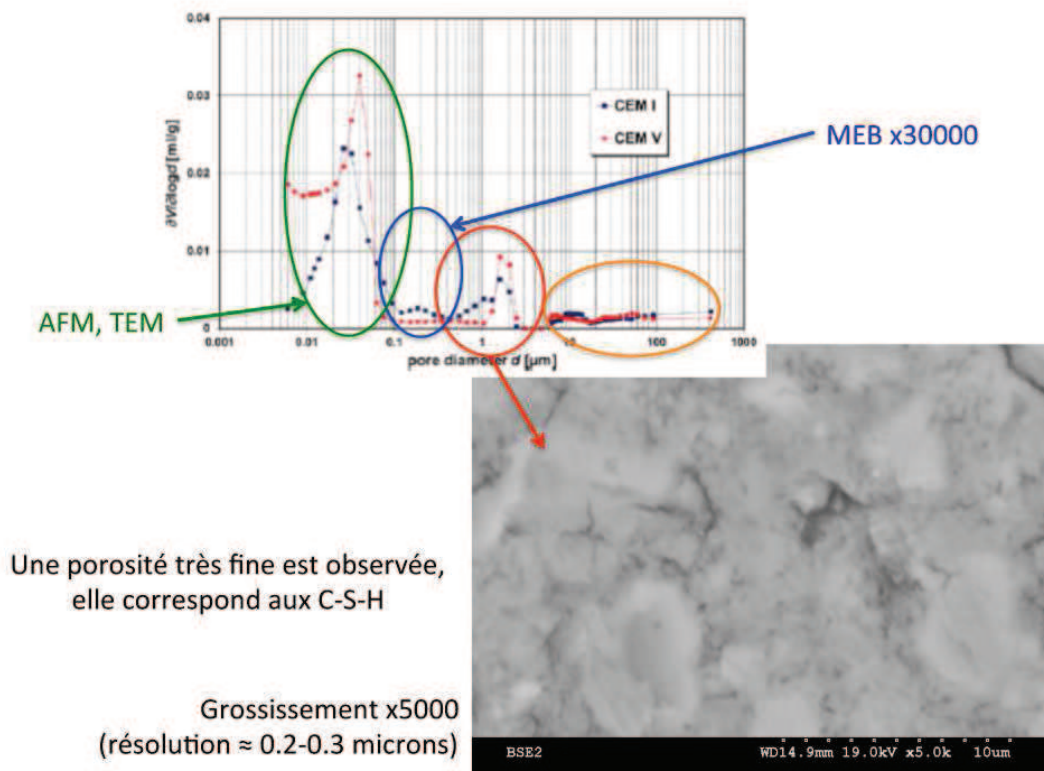 0.04
0.03
0.02
0.01
0
∂V/∂logd [ml/g]
CEM I
CEM V
MEB x30000
AFM, TEM
0.001 0.01 0.1 1 10 100 1000
pore diameter d [µm]
Une porosité très fine est observée,
elle correspond aux C-S-H
Grossissement x5000
(résolution ≈ 0.2-0.3 microns)
BSE2 WD14.9mm 19.0kV x5.0k 10um